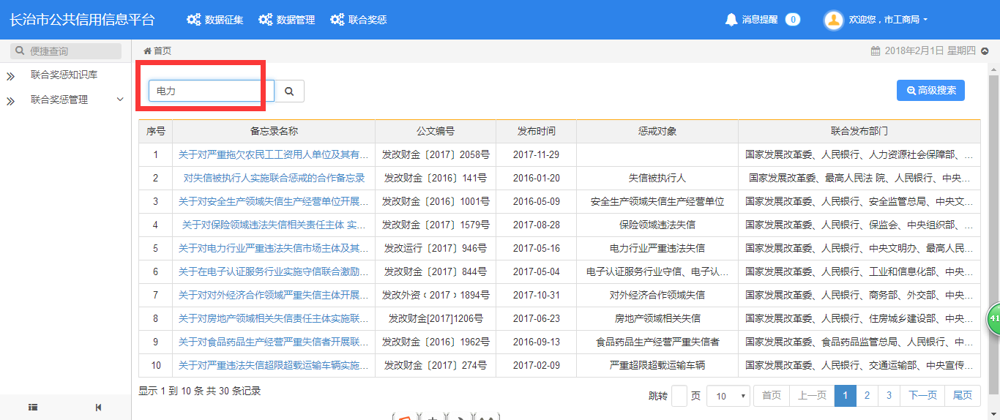 长治市公共信用信息平台 数据征集 数据管理 联合奖惩 消息提醒 0 欢迎您，市工商局
便捷查询 首页 2018年2月1日 星期四
联合奖惩知识库
联合奖惩管理
电力 高级搜索
序号 备忘录名称 公文编号 发布时间 惩戒对象 联合发布部门
1 关于对严重拖欠农民工工资用人单位及其有... 发改财金〔2017〕2058号 2017-11-29 国家发展改革委、人民银行、人力资源社会保障部、...
2 对失信被执行人实施联合惩戒的合作备忘录 发改财金〔2016〕141号 2016-01-20 失信被执行人 国家发展改革委、最高人民法 院、人民银行、中央...
3 关于对安全生产领域失信生产经营单位开展... 发改财金〔2016〕1001号 2016-05-09 安全生产领域失信生产经营单位 国家发展改革委、人民银行、安全监管总局、中央文...
4 关于对保险领域违法失信相关责任主体 实... 发改财金〔2017〕1579号 2017-08-28 保险领域违法失信 国家发展改革委、人民银行、保监会、中央组织部、...
5 关于对电力行业严重违法失信市场主体及其... 发改运行〔2017〕946号 2017-05-16 电力行业严重违法失信 国家发展改革委、人民银行、中央文明办、最高人民...
6 关于在电子认证服务行业实施守信联合激励... 发改财金〔2017〕844号 2017-05-04 电子认证服务行业守信、电子认... 国家发展改革委、人民银行、工业和信息化部、中央...
7 关于对对外经济合作领域严重失信主体开展... 发改外资﹤2017﹥1894号 2017-10-31 对外经济合作领域失信 国家发展改革委、人民银行、商务部、外交部、中央...
8 关于对房地产领域相关失信责任主体实施联... 发改财金[2017]1206号 2017-06-23 房地产领域相关失信 国家发展改革委、人民银行、住房城乡建设部、中央...
9 关于对食品药品生产经营严重失信者开展联... 发改财金〔2016〕1962号 2016-09-13 食品药品生产经营严重失信者 国家发展改革委、食品药品监管总局、人民银行、中...
10 关于对严重违法失信超限超载运输车辆实施... 发改财金〔2017〕274号 2017-02-09 严重超限超载运输车辆 国家发展改革委、人民银行、交通运输部、中央宣传...
显示 1 到 10 条 共 30 条记录 跳转 页 10 首页 上一页 1 2 3 下一页 尾页
41